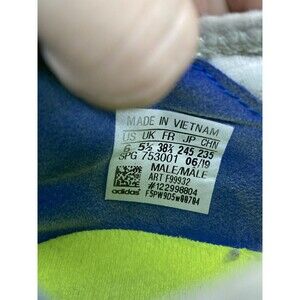 MADE IN VIETNAM
US UK FR JP CHN
6 5½ 38⅔ 245 235
SPG 753001 06/19
MALE/MALE
ART F99932
#122998804
adidas F5PW9D5w00784